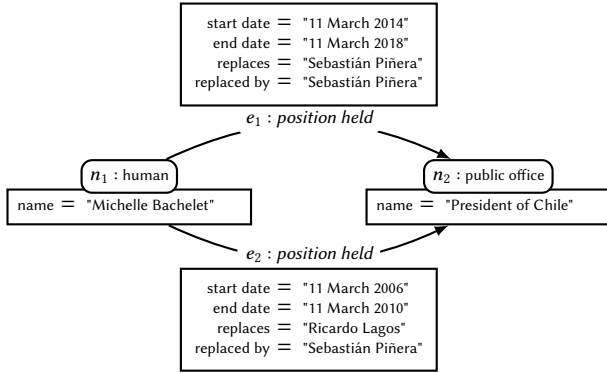 start date = "11 March 2014"
end date = "11 March 2018"
replaces = "Sebastián Piñera"
replaced by = "Sebastián Piñera"
e₁ : position held
n₁ : human
n₂ : public office
name = "Michelle Bachelet"
name = "President of Chile"
e₂ : position held
start date = "11 March 2006"
end date = "11 March 2010"
replaces = "Ricardo Lagos"
replaced by = "Sebastián Piñera"